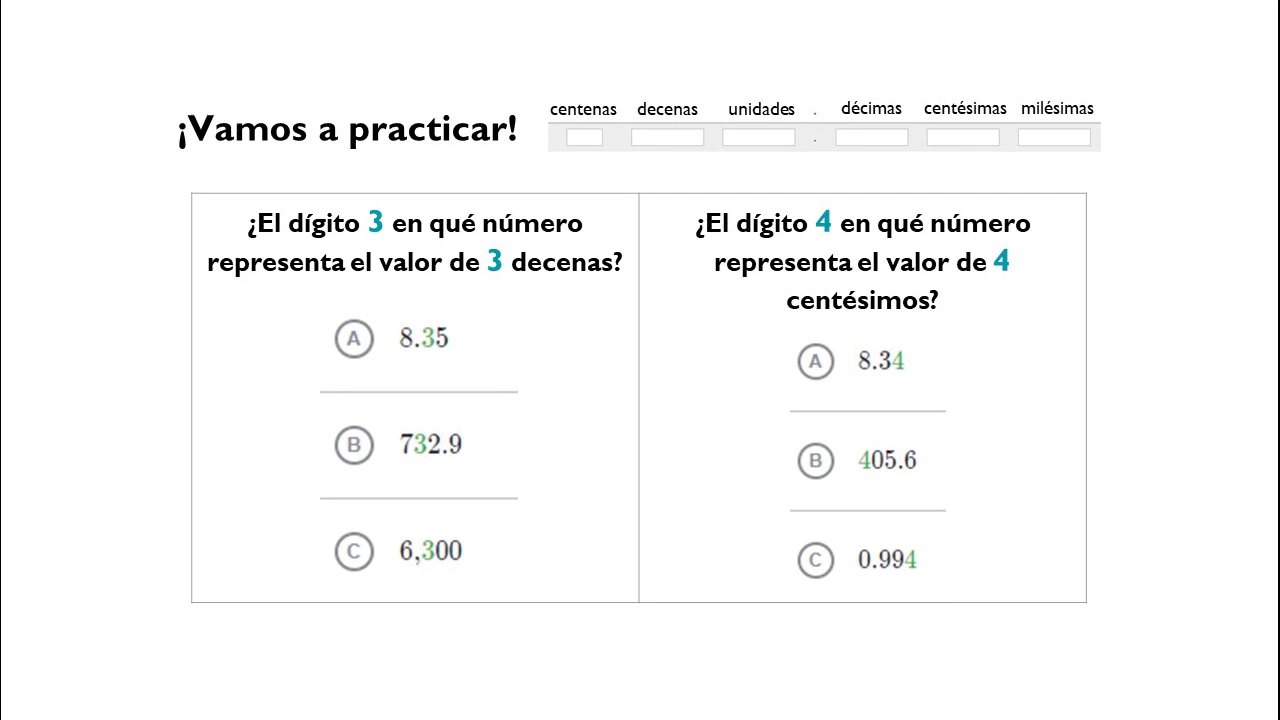 ¡Vamos a practicar!
centenas decenas unidades . décimas centésimas milésimas
.
¿El dígito 3 en qué número
representa el valor de 3 decenas?
A 8.35
B 732.9
C 6,300
¿El dígito 4 en qué número
representa el valor de 4
centésimos?
A 8.34
B 405.6
C 0.994